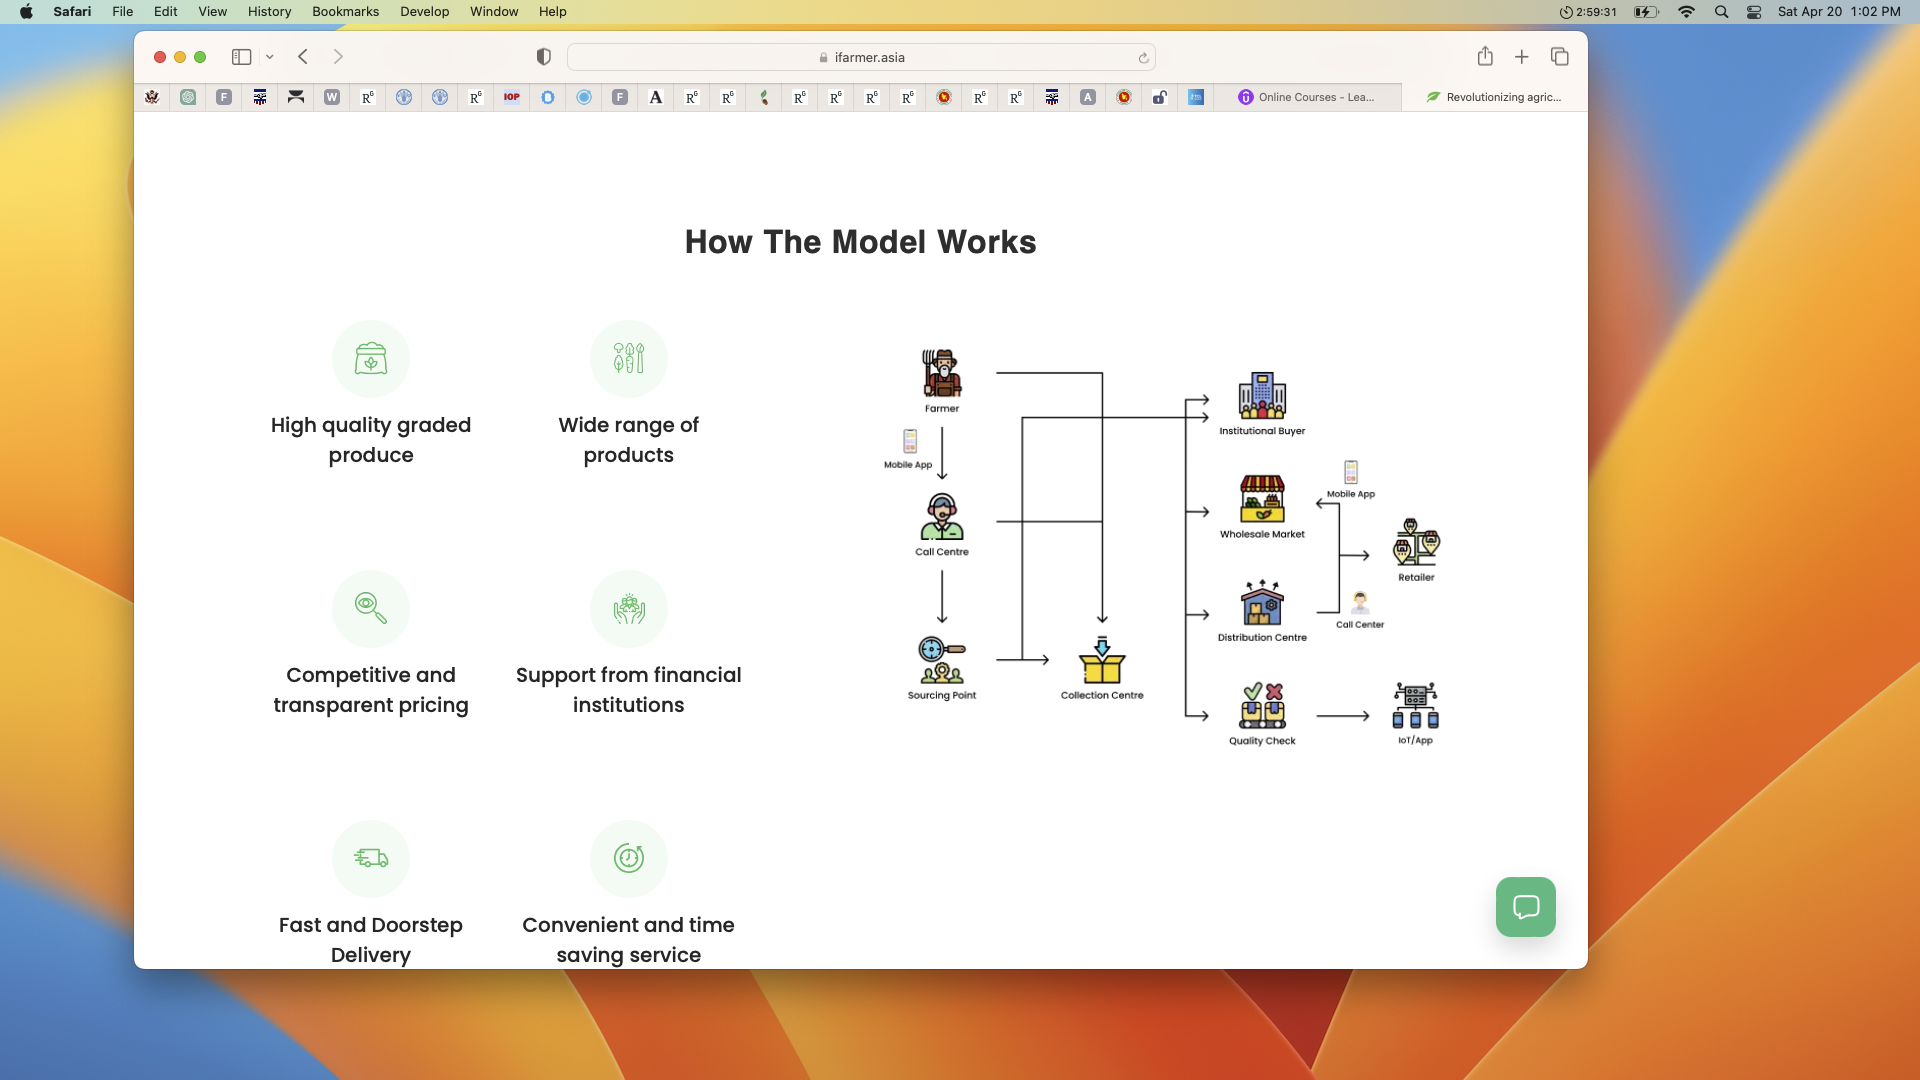 Safari File Edit View History Bookmarks Develop Window Help
2:59:31
Sat Apr 20 1:02 PM
ifarmer.asia
F
W
R^G
R^G
IOP
F
A
R^G
R^G
R^G
R^G
R^G
R^G
R^G
R^G
A
Online Courses - Lea...
Revolutionizing agric...
How The Model Works
High quality graded
produce
Wide range of
products
Competitive and
transparent pricing
Support from financial
institutions
Fast and Doorstep
Delivery
Convenient and time
saving service
Farmer
Mobile App
Call Centre
Sourcing Point
Collection Centre
Institutional Buyer
Wholesale Market
Distribution Centre
Quality Check
Mobile App
Retailer
Call Center
IoT/App